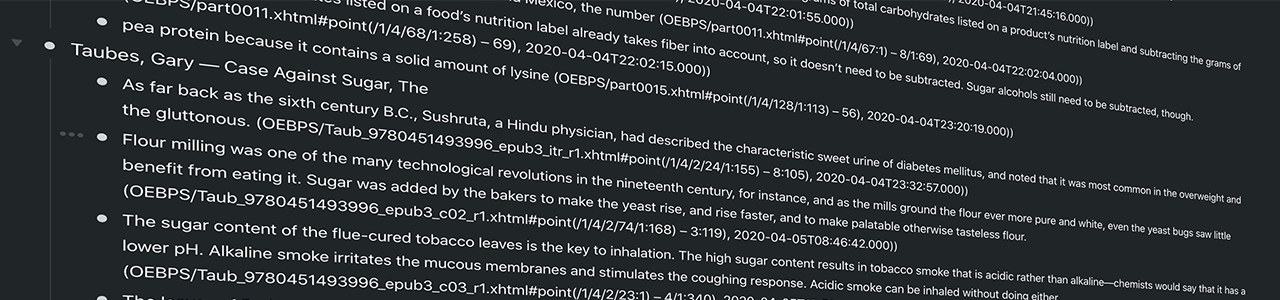 (OEBPS/part0011.xhtml#point(/1/4/68/1:258) – 69), 2020-04-04T22:02:15.000))
listed on a food’s nutrition label already takes fiber into account, so it doesn’t need to be subtracted. Sugar alcohols still need to be subtracted, though.
Mexico, the number (OEBPS/part0011.xhtml#point(/1/4/67:1) – 8/1:69), 2020-04-04T22:02:04.000))
2020-04-04T22:01:55.000))
grams of total carbohydrates listed on a product’s nutrition label and subtracting the grams of
2020-04-04T21:45:16.000))
pea protein because it contains a solid amount of lysine (OEBPS/part0015.xhtml#point(/1/4/128/1:113) – 56), 2020-04-04T23:20:19.000))
Taubes, Gary — Case Against Sugar, The
As far back as the sixth century B.C., Sushruta, a Hindu physician, had described the characteristic sweet urine of diabetes mellitus, and noted that it was most common in the overweight and
the gluttonous. (OEBPS/Taub_9780451493996_epub3_itr_r1.xhtml#point(/1/4/2/24/1:155) – 8:105), 2020-04-04T23:32:57.000))
Flour milling was one of the many technological revolutions in the nineteenth century, for instance, and as the mills ground the flour ever more pure and white, even the yeast bugs saw little
benefit from eating it. Sugar was added by the bakers to make the yeast rise, and rise faster, and to make palatable otherwise tasteless flour.
(OEBPS/Taub_9780451493996_epub3_c02_r1.xhtml#point(/1/4/2/74/1:168) – 3:119), 2020-04-05T08:46:42.000))
The sugar content of the flue-cured tobacco leaves is the key to inhalation. The high sugar content results in tobacco smoke that is acidic rather than alkaline—chemists would say that it has a
lower pH. Alkaline smoke irritates the mucous membranes and stimulates the coughing response. Acidic smoke can be inhaled without doing either
(OEBPS/Taub_9780451493996_epub3_c03_r1.xhtml#point(/1/4/2/23:1) – 4/1:340),